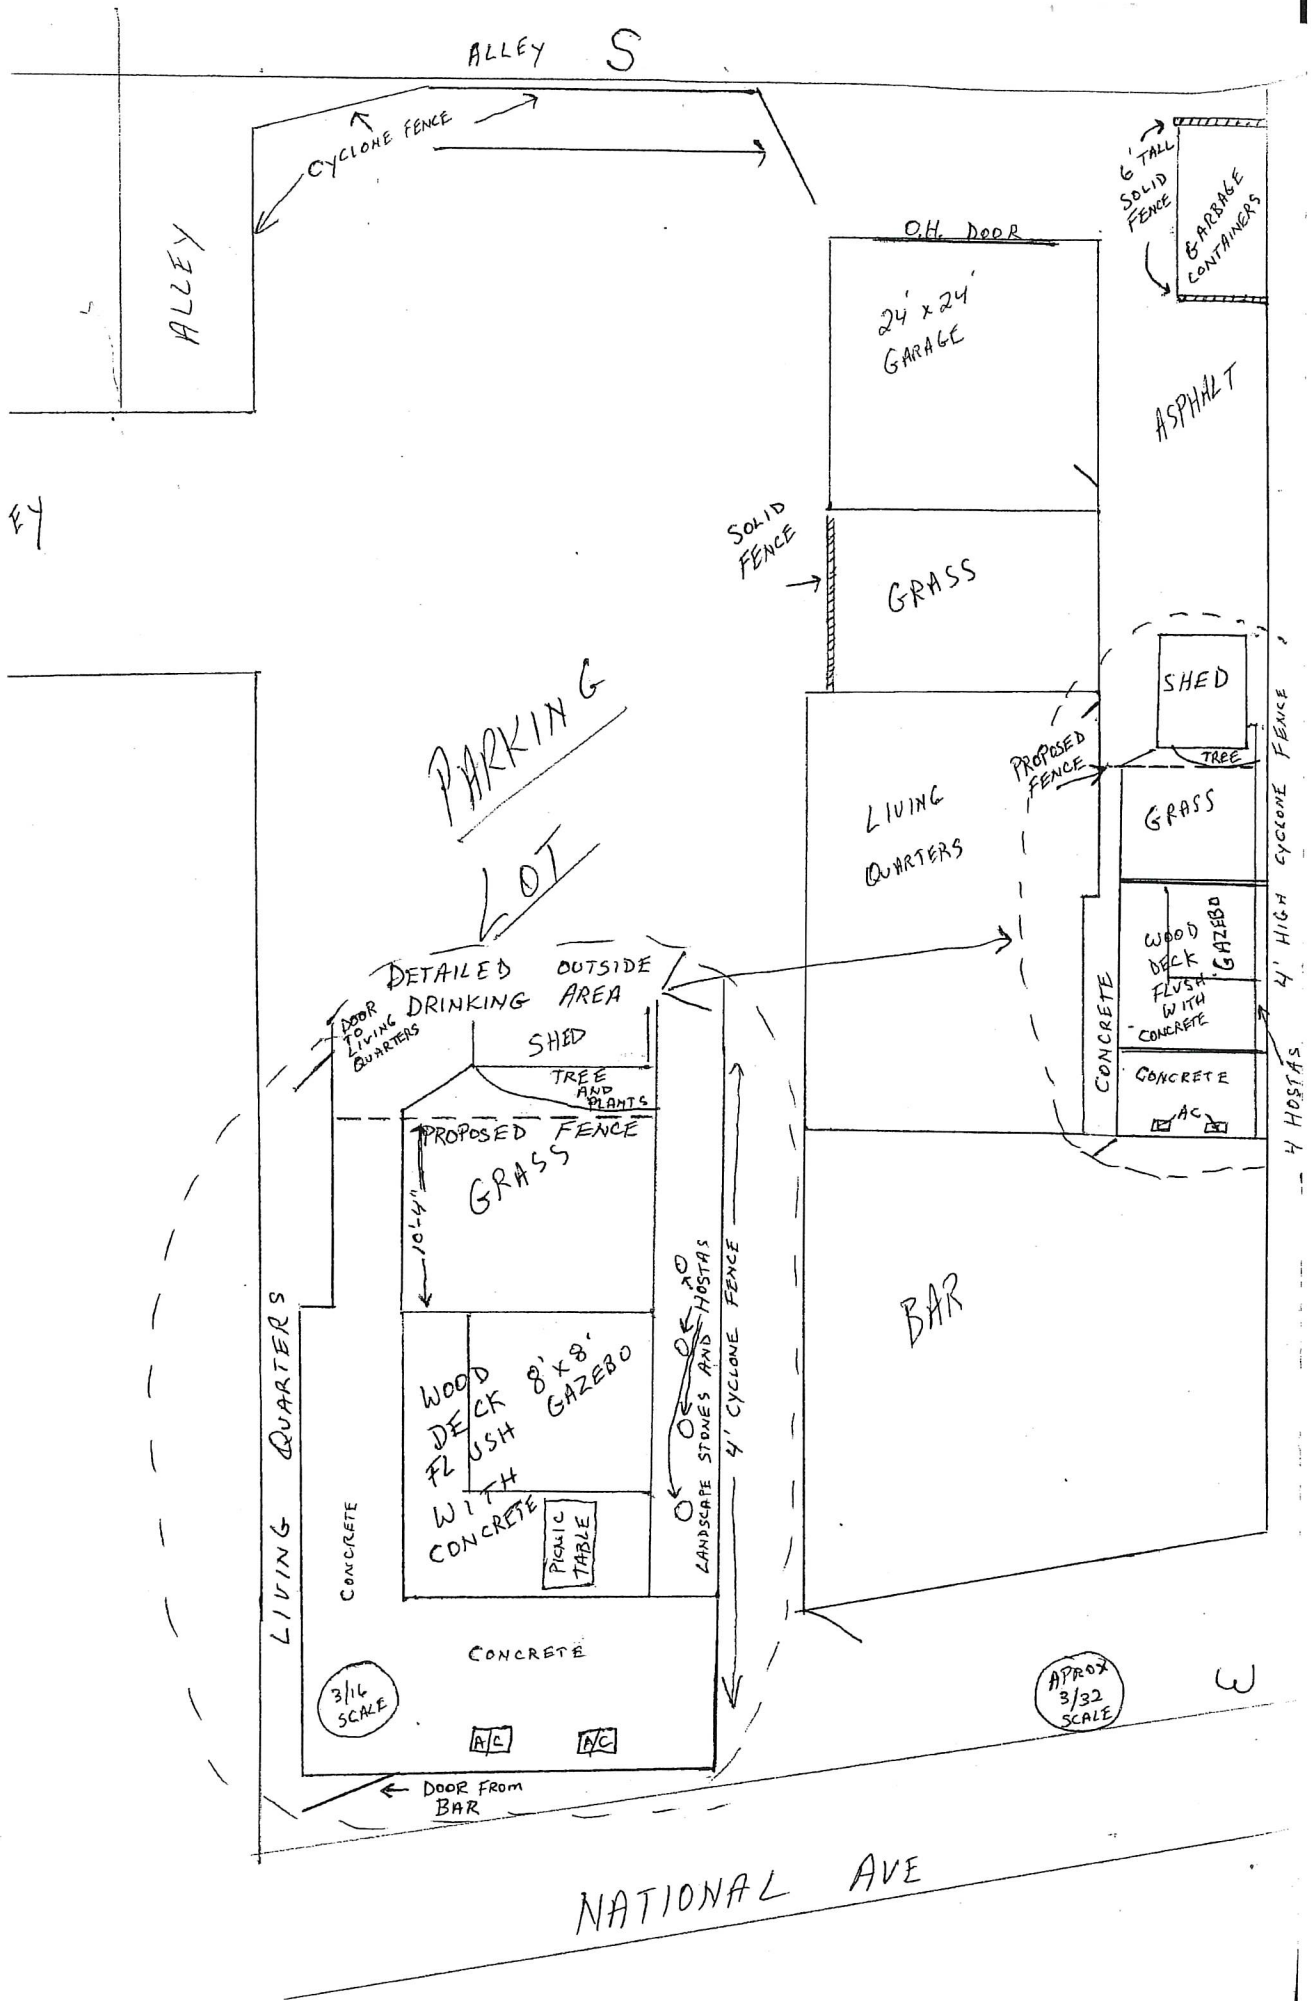 ALLEY S
CYCLONE FENCE
ALLEY
EY
6' TALL
SOLID
FENCE
GARBAGE
CONTAINERS
O.H. DOOR
24' x 24'
GARAGE
ASPHALT
SOLID
FENCE
GRASS
SHED
TREE
PROPOSED
FENCE
GRASS
4' HIGH CYCLONE FENCE
PARKING
LOT
LIVING
QUARTERS
WOOD
DECK
FLUSH
WITH
CONCRETE
GAZEBO
CONCRETE
CONCRETE
AC
4 HOSTAS
DETAILED OUTSIDE
DRINKING AREA
DOOR
TO
LIVING
QUARTERS
SHED
TREE
AND
PLANTS
PROPOSED FENCE
GRASS
10'-4"
LIVING QUARTERS
CONCRETE
WOOD
DECK
FLUSH
WITH
CONCRETE
8' x 8'
GAZEBO
PICNIC
TABLE
LANDSCAPE STONES AND HOSTAS
4' CYCLONE FENCE
BAR
CONCRETE
3/16
SCALE
A/C
A/C
DOOR FROM
BAR
APROX
3/32
SCALE
W
NATIONAL AVE